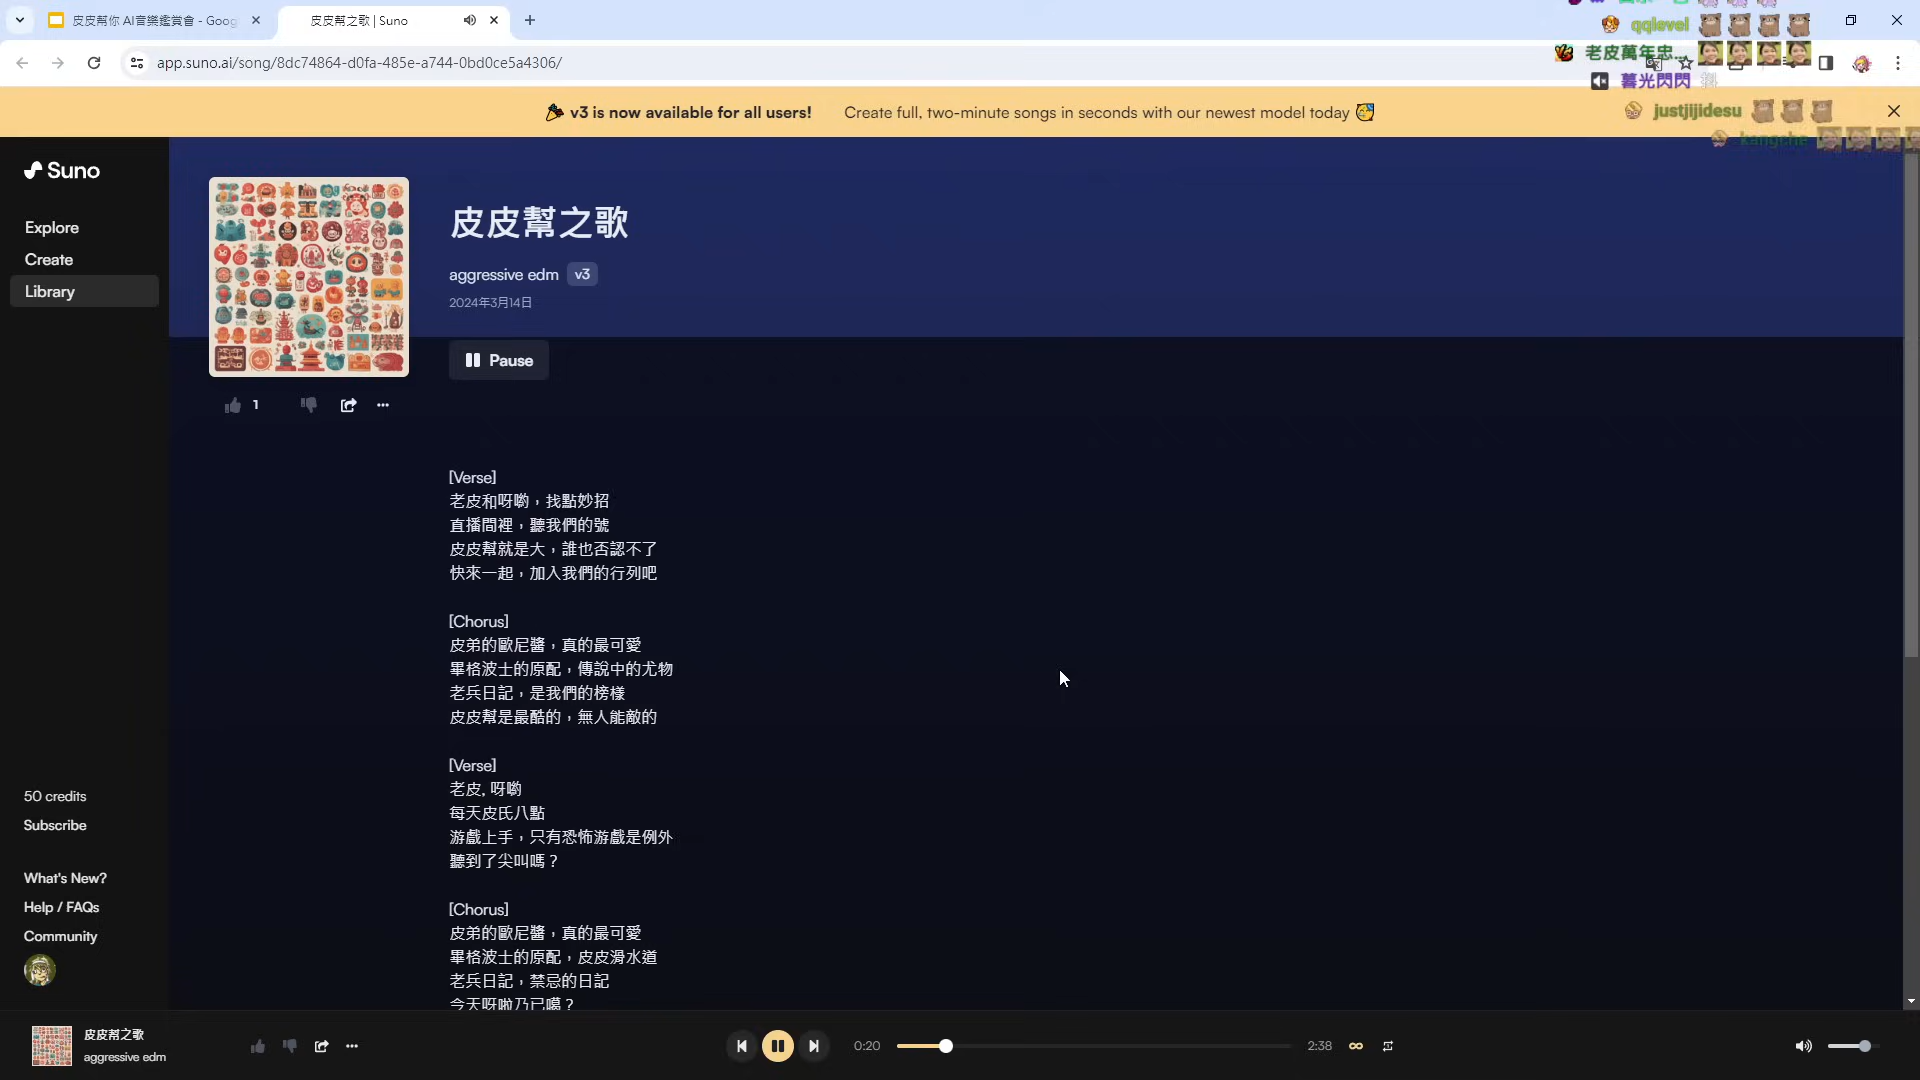 皮皮幫你 AI音樂鑑賞會 - Goog
皮皮幫之歌 | Suno
qqlevel
app.suno.ai/song/8dc74864-d0fa-485e-a744-0bd0ce5a4306/
老皮萬年忠...
暮光閃閃
v3 is now available for all users!
Create full, two-minute songs in seconds with our newest model today
justjijidesu
kangche
Suno
Explore
Create
Library
皮皮幫之歌
aggressive edm v3
2024年3月14日
Pause
1
[Verse]
老皮和呀喲，找點妙招
直播間裡，聽我們的號
皮皮幫就是大，誰也否認不了
快來一起，加入我們的行列吧
[Chorus]
皮弟的歐尼醬，真的最可愛
畢格波士的原配，傳說中的尤物
老兵日記，是我們的榜樣
皮皮幫是最酷的，無人能敵的
[Verse]
老皮, 呀喲
每天皮氏八點
游戲上手，只有恐怖游戲是例外
聽到了尖叫嗎？
[Chorus]
皮弟的歐尼醬，真的最可愛
畢格波士的原配，皮皮滑水道
老兵日記，禁忌的日記
今天呀啦乃已噶？
50 credits
Subscribe
What's New?
Help / FAQs
Community
皮皮幫之歌
aggressive edm
0:20
2:38